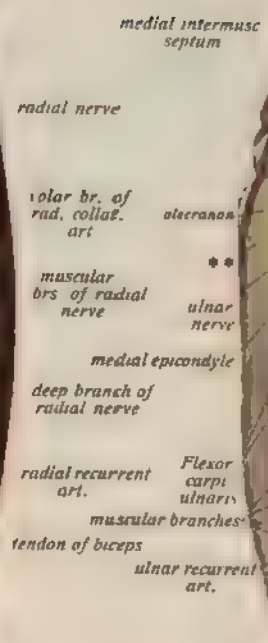 medial intermusc
septum
radial nerve
volar br. of
rad. collat.
art
olecranon
muscular
brs of radial
nerve
ulnar
nerve
medial epicondyle
deep branch of
radial nerve
radial recurrent
art.
Flexor
carpi
ulnaris
muscular branches
tendon of biceps
ulnar recurrent
art.